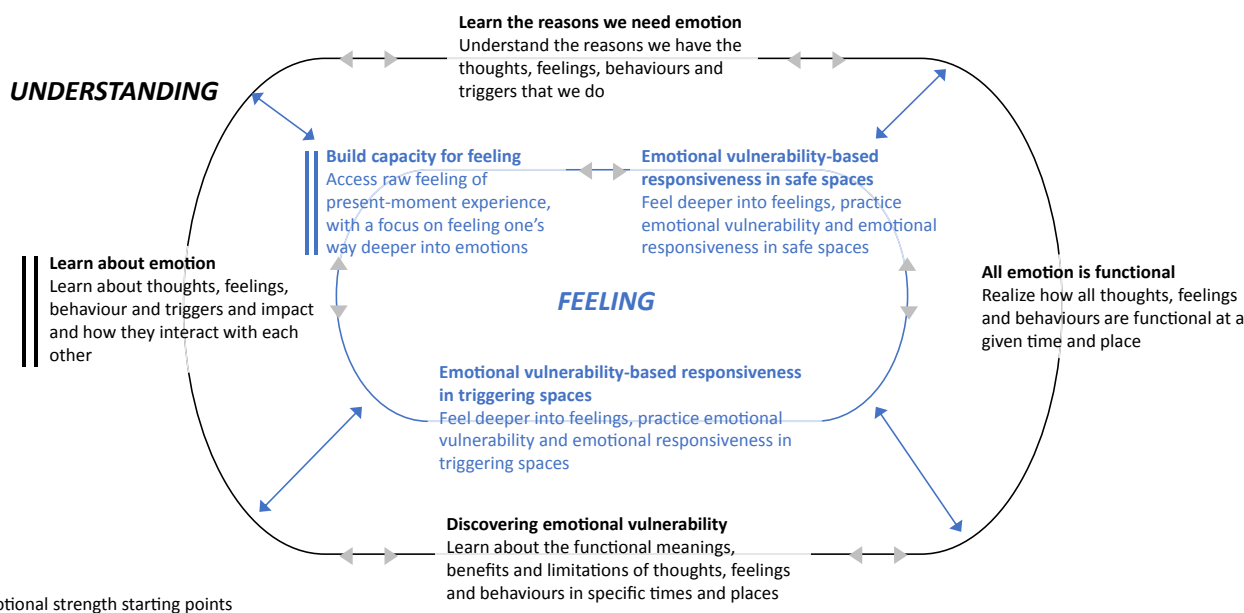 Learn the reasons we need emotion
Understand the reasons we have the
thoughts, feelings, behaviours and
triggers that we do
UNDERSTANDING
Build capacity for feeling
Access raw feeling of
present-moment experience,
with a focus on feeling one's
way deeper into emotions
Emotional vulnerability-based
responsiveness in safe spaces
Feel deeper into feelings, practice
emotional vulnerability and emotional
responsiveness in safe spaces
Learn about emotion
Learn about thoughts, feelings,
behaviour and triggers and impact
and how they interact with each
other
FEELING
All emotion is functional
Realize how all thoughts, feelings
and behaviours are functional at a
given time and place
Emotional vulnerability-based responsiveness
in triggering spaces
Feel deeper into feelings, practice emotional
vulnerability and emotional responsiveness in
triggering spaces
Discovering emotional vulnerability
Learn about the functional meanings,
benefits and limitations of thoughts, feelings
and behaviours in specific times and places
strength starting points